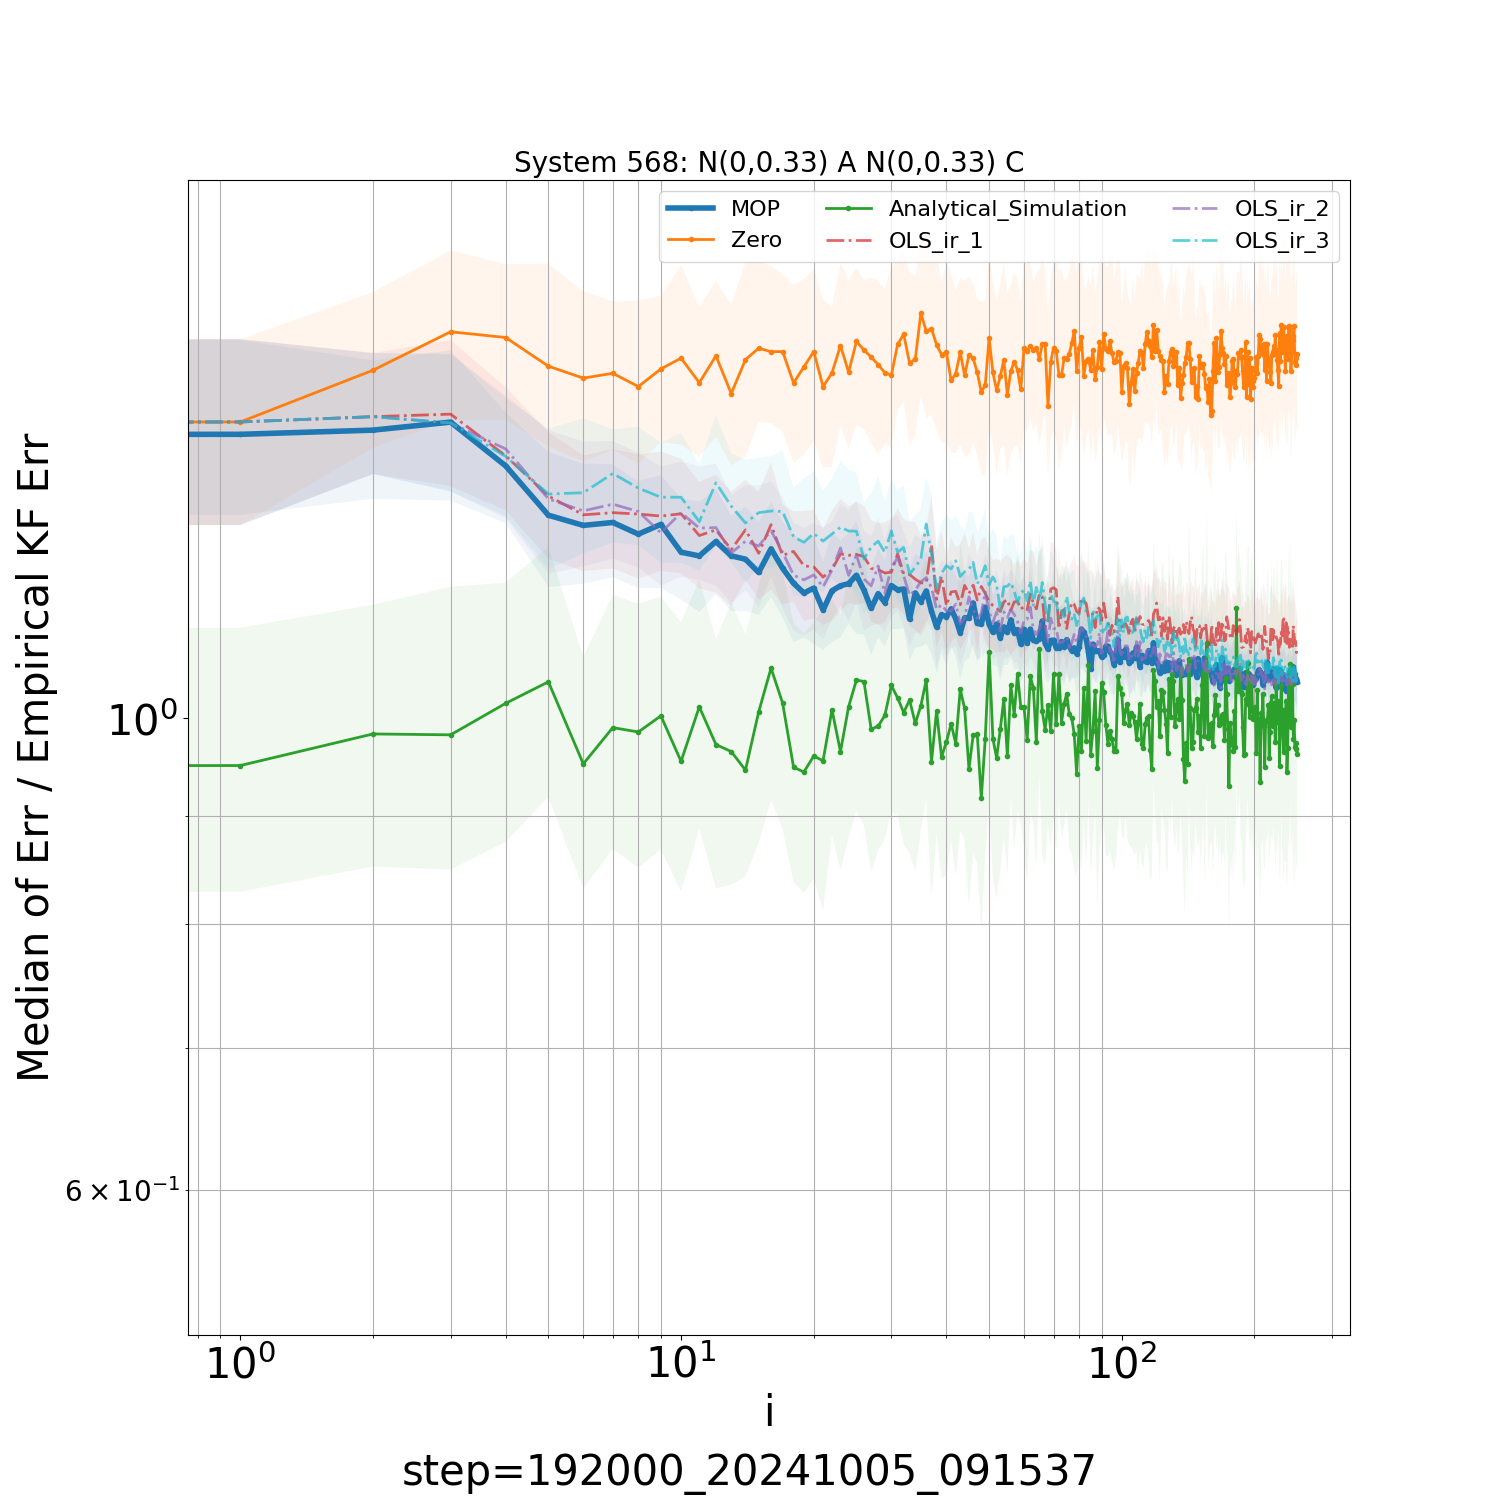 System 568: N(0,0.33) A N(0,0.33) C
MOP
Zero
Analytical_Simulation
OLS_ir_1
OLS_ir_2
OLS_ir_3
Median of Err / Empirical KF Err
10⁰
6 × 10⁻¹
10⁰
10¹
10²
i
step=192000_20241005_091537